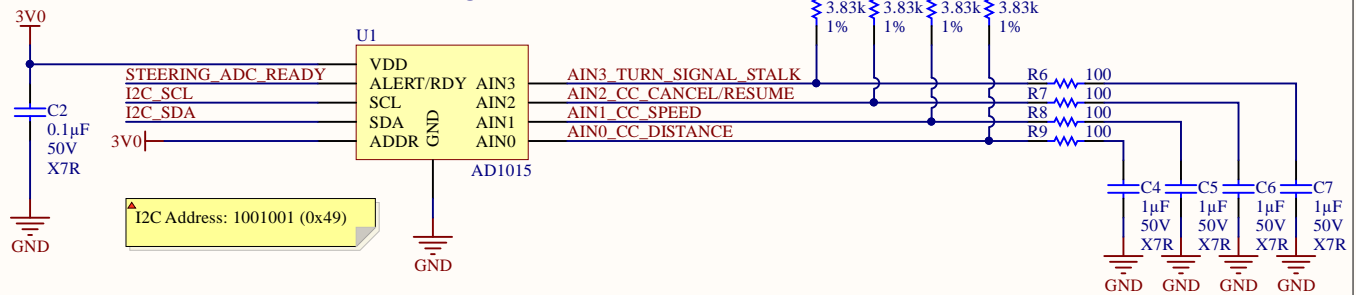 3.83k 3.83k 3.83k 3.83k
1% 1% 1% 1%
3V0
U1
VDD
STEERING_ADC_READY ALERT/RDY AIN3 AIN3_TURN_SIGNAL_STALK R6 100
I2C_SCL SCL AIN2 AIN2_CC_CANCEL/RESUME R7 100
I2C_SDA SDA AIN1 AIN1_CC_SPEED R8 100
3V0 ADDR GND AIN0 AIN0_CC_DISTANCE R9 100
AD1015
C2
0.1µF
50V
X7R
GND
I2C Address: 1001001 (0x49)
GND
C4 C5 C6 C7
1µF 1µF 1µF 1µF
50V 50V 50V 50V
X7R X7R X7R X7R
GND GND GND GND